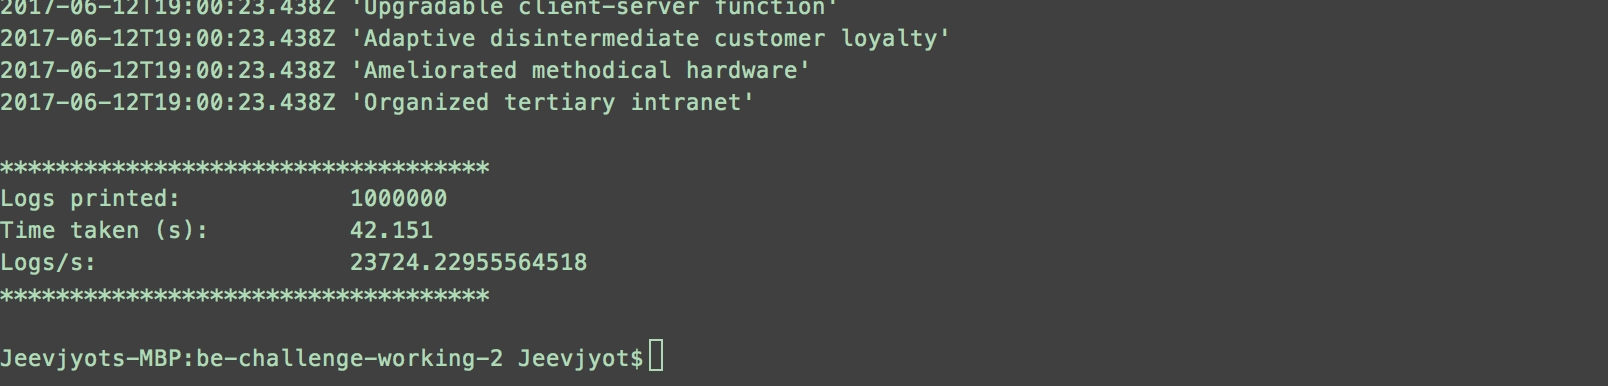 2017-06-12T19:00:23.438Z 'Upgradable client-server function'
2017-06-12T19:00:23.438Z 'Adaptive disintermediate customer loyalty'
2017-06-12T19:00:23.438Z 'Ameliorated methodical hardware'
2017-06-12T19:00:23.438Z 'Organized tertiary intranet'
***********************************
Logs printed: 1000000
Time taken (s): 42.151
Logs/s: 23724.22955564518
***********************************
Jeevjyots-MBP:be-challenge-working-2 Jeevjyot$